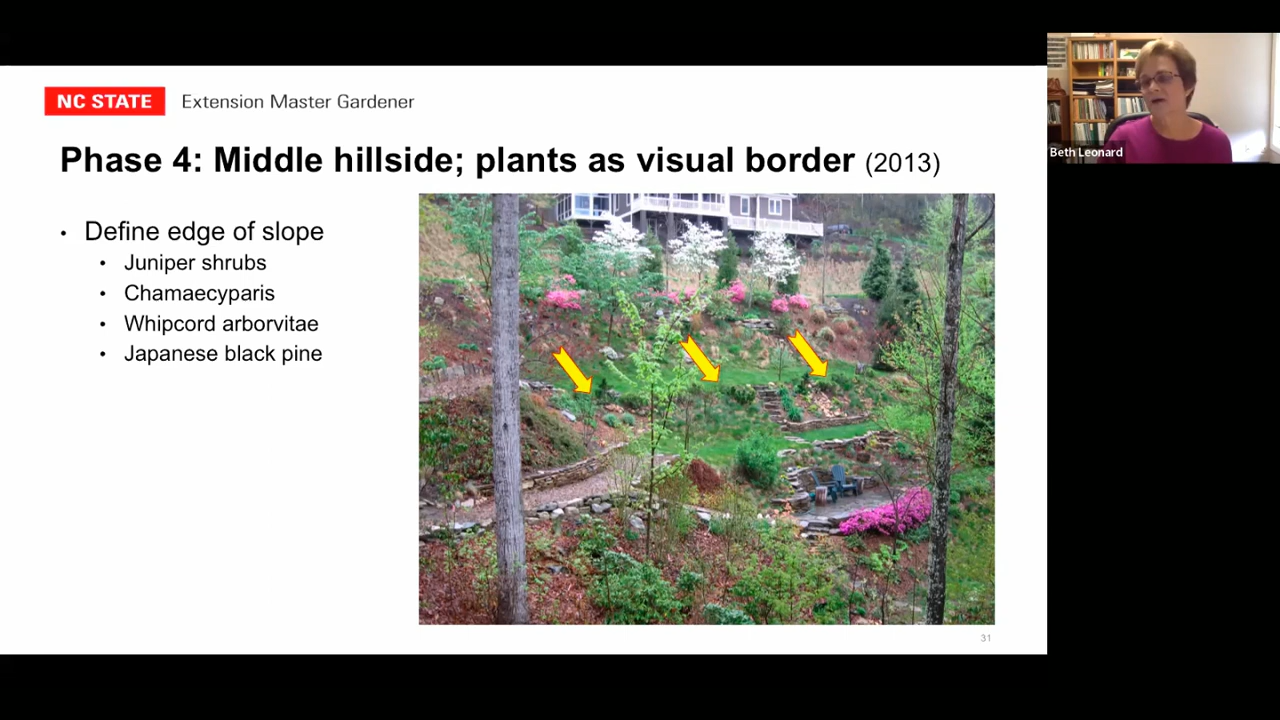 NC STATE Extension Master Gardener
Phase 4: Middle hillside; plants as visual border (2013)
• Define edge of slope
• Juniper shrubs
• Chamaecyparis
• Whipcord arborvitae
• Japanese black pine
31
Beth Leonard